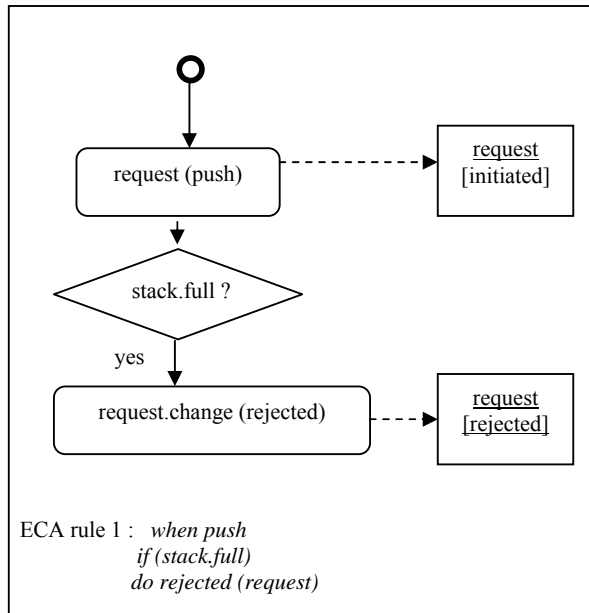 request (push)
request
[initiated]
stack.full ?
yes
request.change (rejected)
request
[rejected]
ECA rule 1 : when push
if (stack.full)
do rejected (request)